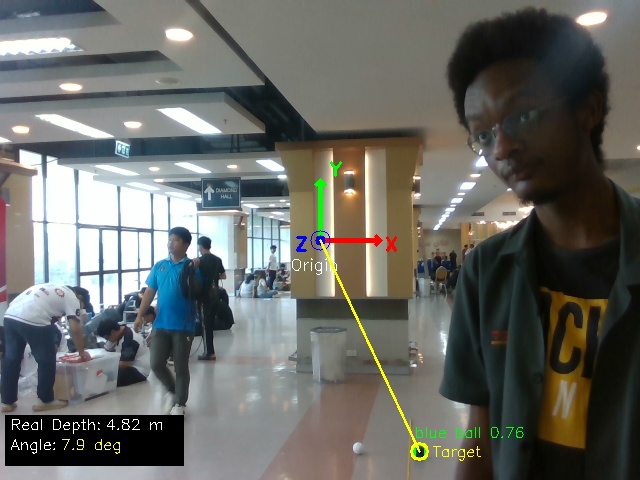 DIAMOND
HALL
Y
Z
X
Origin
Real Depth: 4.82 m
Angle: 7.9 deg
blue ball 0.76
Target